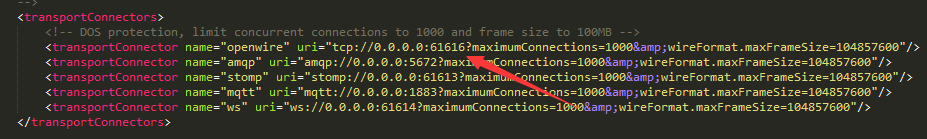 -->
<transportConnectors>
<!-- DOS protection, limit concurrent connections to 1000 and frame size to 100MB -->
<transportConnector name="openwire" uri="tcp://0.0.0.0:61616?maximumConnections=1000&amp;wireFormat.maxFrameSize=104857600"/>
<transportConnector name="amqp" uri="amqp://0.0.0.0:5672?maximumConnections=1000&amp;wireFormat.maxFrameSize=104857600"/>
<transportConnector name="stomp" uri="stomp://0.0.0.0:61613?maximumConnections=1000&amp;wireFormat.maxFrameSize=104857600"/>
<transportConnector name="mqtt" uri="mqtt://0.0.0.0:1883?maximumConnections=1000&amp;wireFormat.maxFrameSize=104857600"/>
<transportConnector name="ws" uri="ws://0.0.0.0:61614?maximumConnections=1000&amp;wireFormat.maxFrameSize=104857600"/>
</transportConnectors>